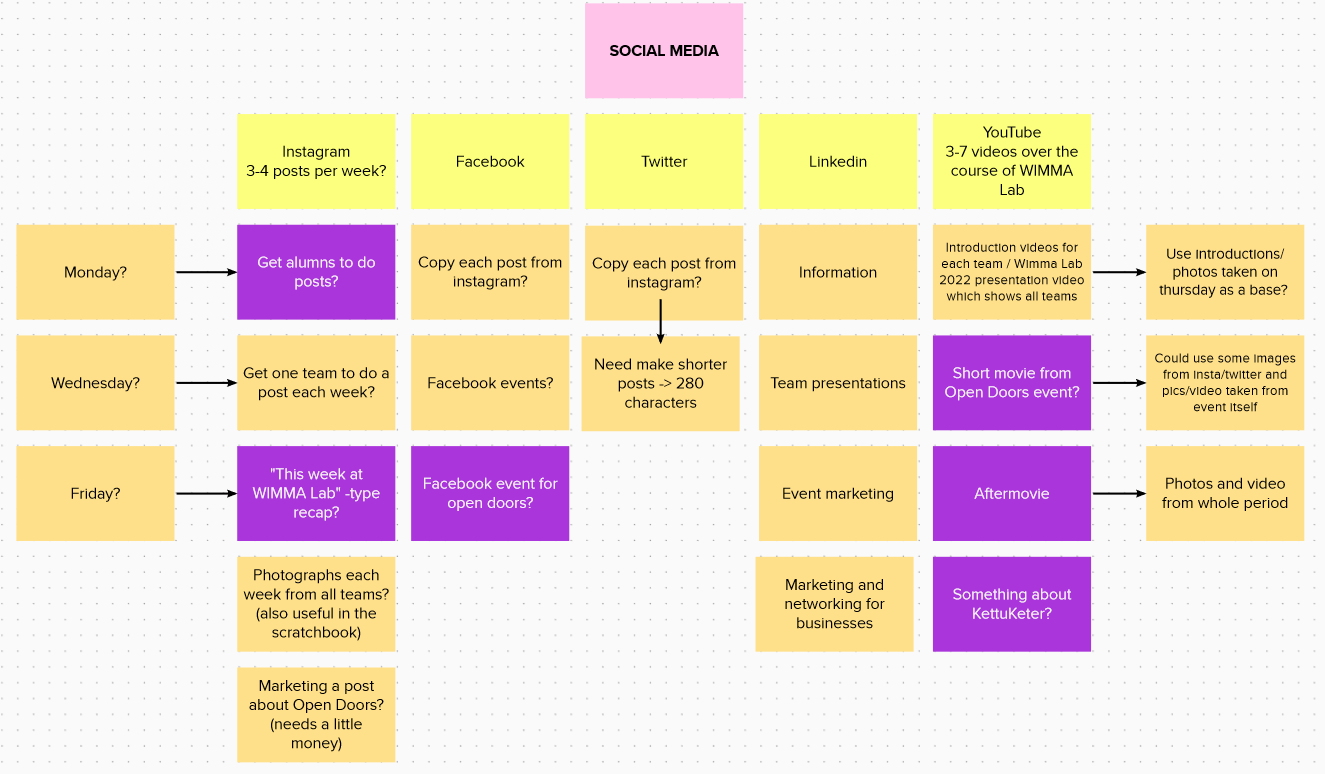 SOCIAL MEDIA
Instagram
3-4 posts per week?
Facebook
Twitter
Linkedin
YouTube
3-7 videos over the
course of WIMMA
Lab
Monday?
Get alumns to do
posts?
Copy each post from
instagram?
Copy each post from
instagram?
Information
Introduction videos for
each team / Wimma Lab
2022 presentation video
which shows all teams
Use introductions/
photos taken on
thursday as a base?
Wednesday?
Get one team to do a
post each week?
Facebook events?
Need make shorter
posts -> 280
characters
Team presentations
Short movie from
Open Doors event?
Could use some images
from insta/twitter and
pics/video taken from
event itself
Friday?
"This week at
WIMMA Lab" -type
recap?
Facebook event for
open doors?
Event marketing
Aftermovie
Photos and video
from whole period
Photographs each
week from all teams?
(also useful in the
scratchbook)
Marketing and
networking for
businesses
Something about
KettuKeter?
Marketing a post
about Open Doors?
(needs a little
money)